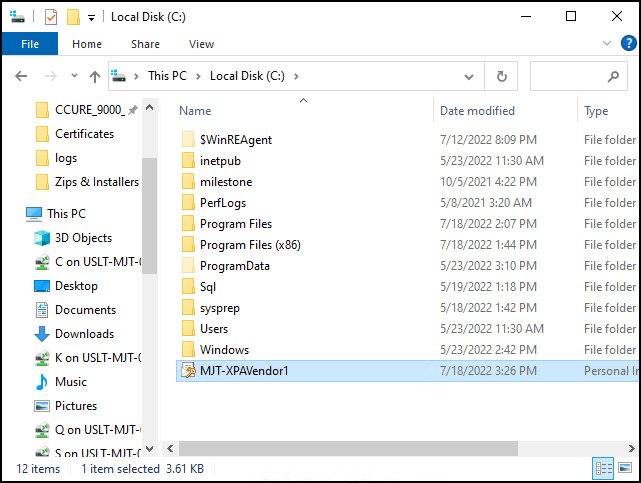 Local Disk (C:)
File Home Share View
This PC Local Disk (C:)
Name Date modified Type
CCURE_9000_
Certificates
logs
Zips & Installers
This PC
3D Objects
C on USLT-MJT-0
Desktop
Documents
Downloads
K on USLT-MJT-0
Music
Pictures
Q on USLT-MJT-0
S on USLT-MJT-0
$WinREAgent 7/12/2022 8:09 PM File folder
inetpub 5/23/2022 11:30 AM File folder
milestone 10/5/2021 4:22 PM File folder
PerfLogs 5/8/2021 3:20 AM File folder
Program Files 7/18/2022 2:07 PM File folder
Program Files (x86) 7/18/2022 1:44 PM File folder
ProgramData 5/23/2022 3:10 PM File folder
Sql 5/19/2022 1:18 PM File folder
sysprep 5/18/2022 1:42 PM File folder
Users 5/23/2022 11:30 AM File folder
Windows 5/23/2022 2:42 PM File folder
MJT-XPAVendor1 7/18/2022 3:26 PM Personal In
12 items 1 item selected 3.61 KB